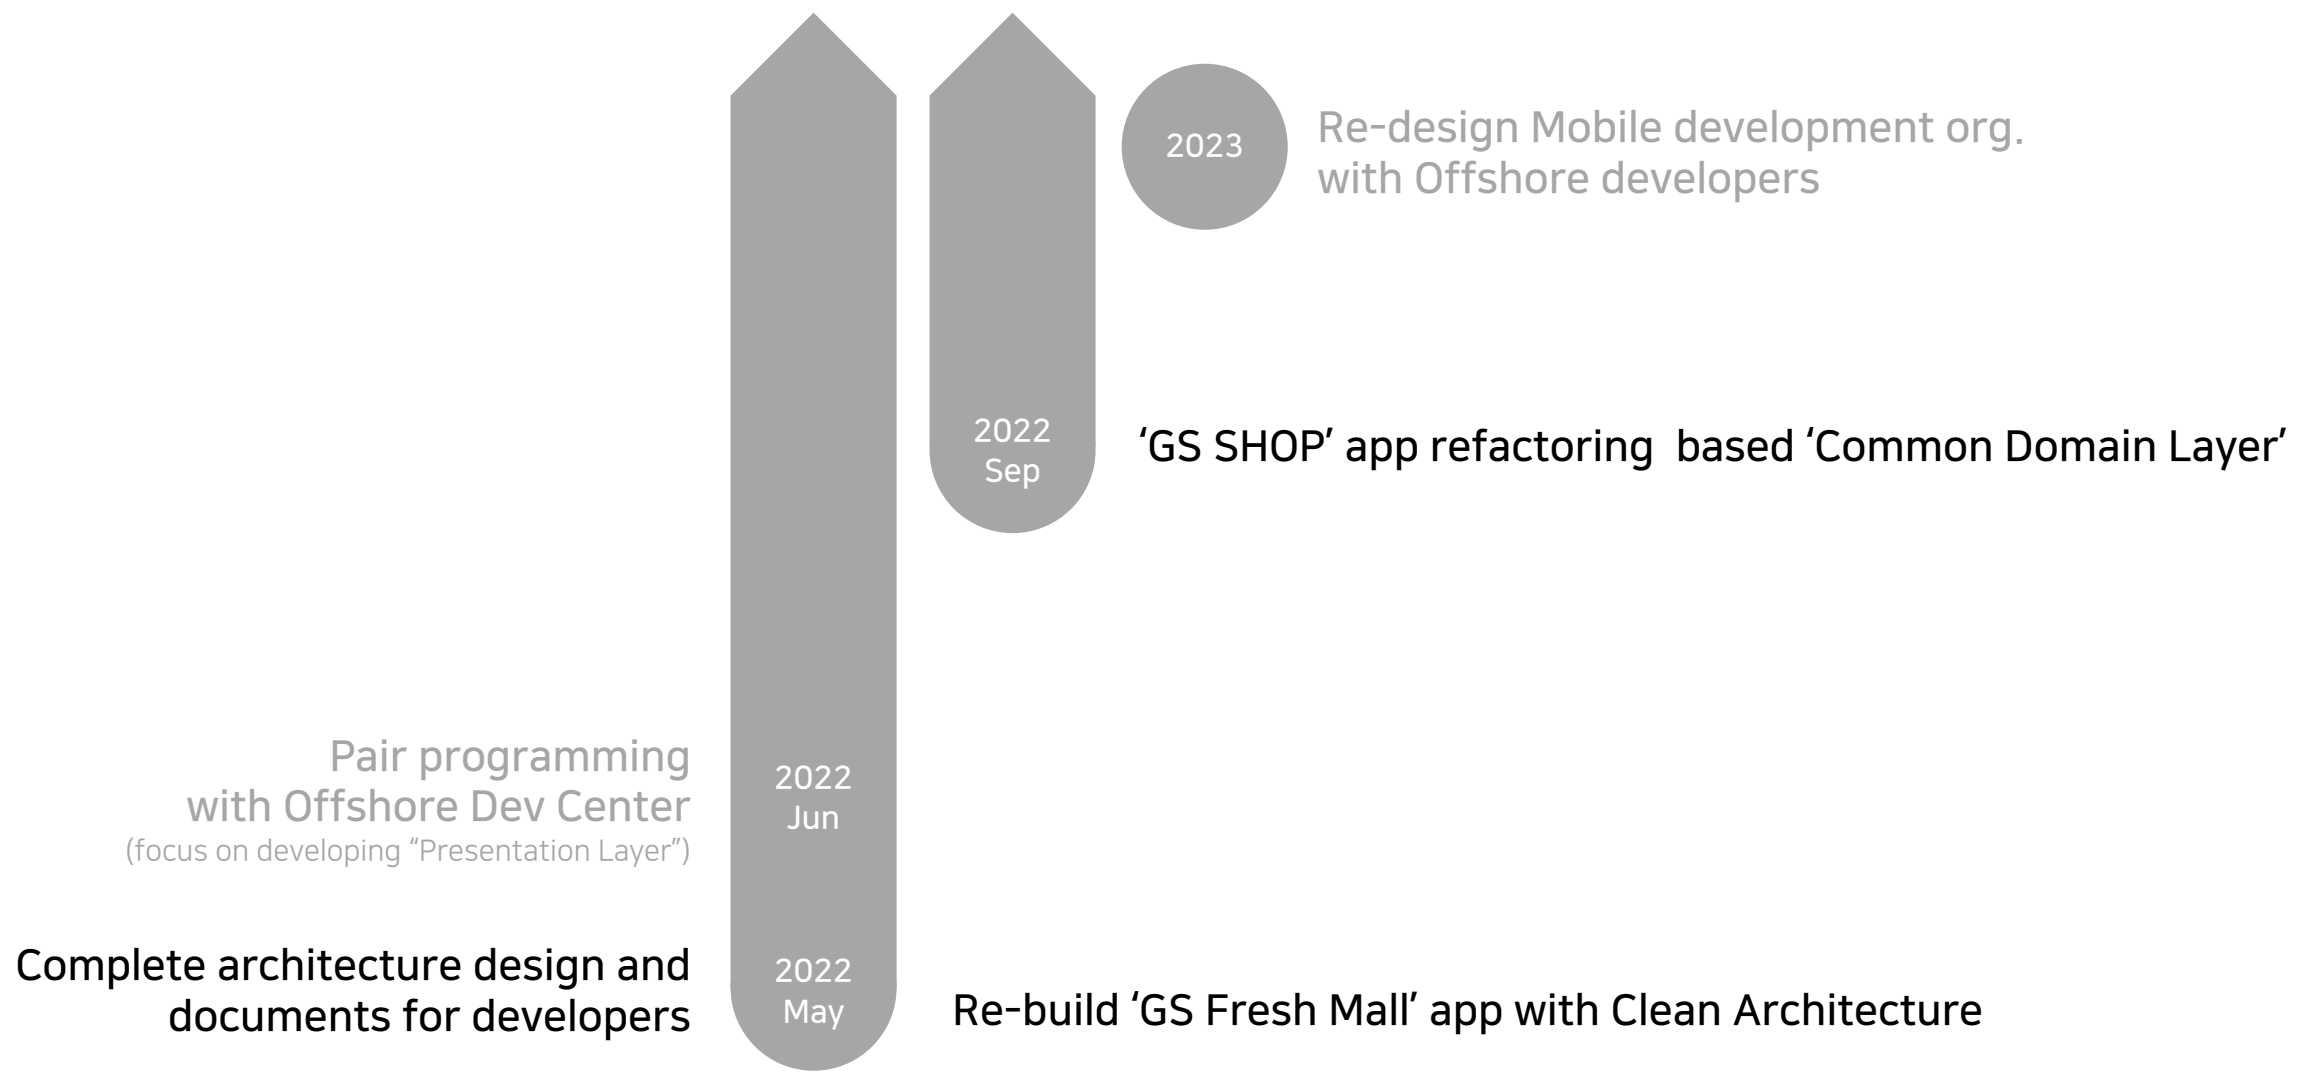 2023
Re-design Mobile development org.
with Offshore developers
2022
Sep
‘GS SHOP’ app refactoring  based ‘Common Domain Layer’
Pair programming
with Offshore Dev Center
(focus on developing “Presentation Layer”)
2022
Jun
Complete architecture design and
documents for developers
2022
May
Re-build ‘GS Fresh Mall’ app with Clean Architecture